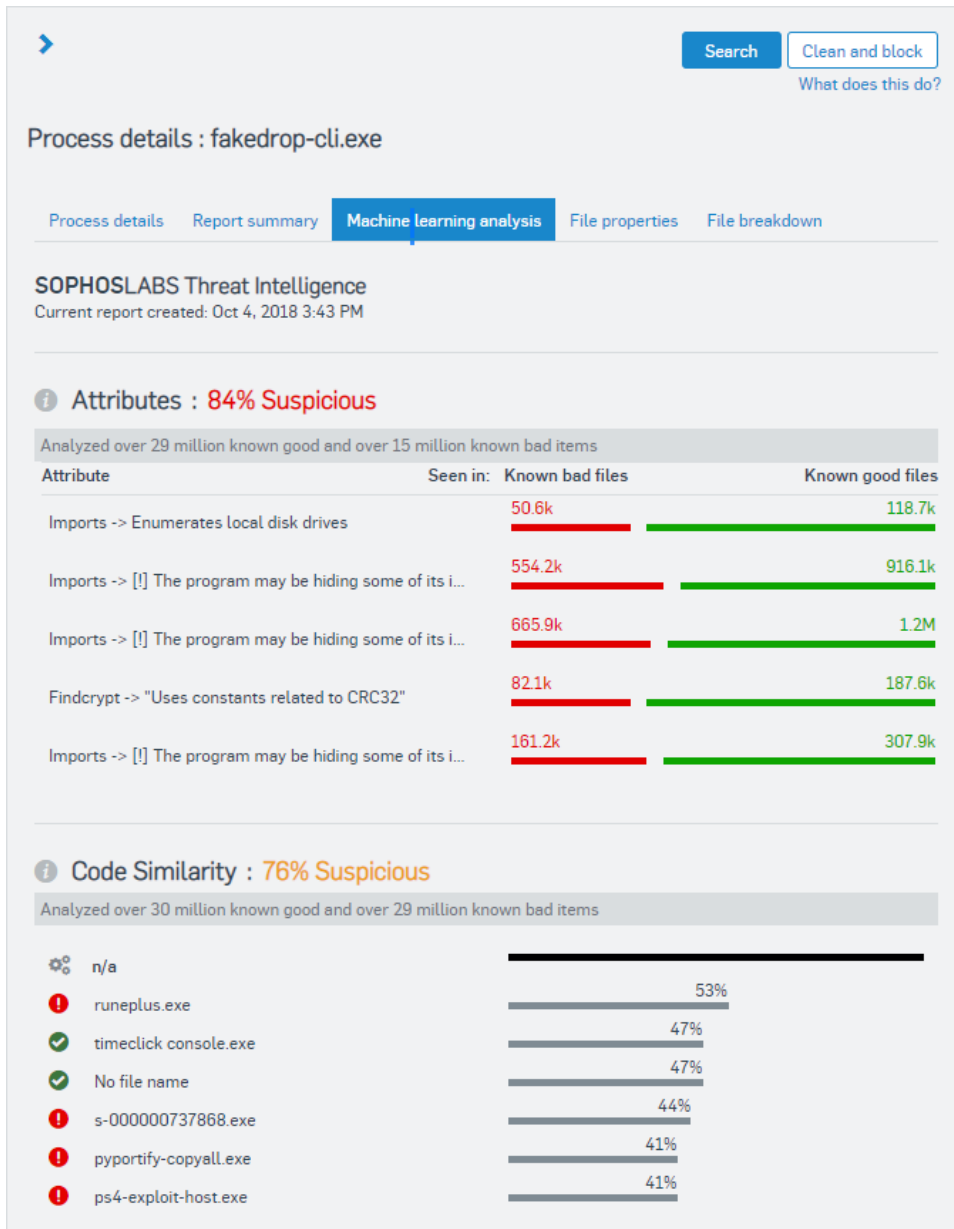 Search Clean and block
What does this do?
Process details : fakedrop-cli.exe
Process details Report summary Machine learning analysis File properties File breakdown
SOPHOSLABS Threat Intelligence
Current report created: Oct 4, 2018 3:43 PM
Attributes : 84% Suspicious
Analyzed over 29 million known good and over 15 million known bad items
Attribute Seen in: Known bad files Known good files
Imports -> Enumerates local disk drives 50.6k 118.7k
Imports -> [!] The program may be hiding some of its i... 554.2k 916.1k
Imports -> [!] The program may be hiding some of its i... 665.9k 1.2M
Findcrypt -> "Uses constants related to CRC32" 82.1k 187.6k
Imports -> [!] The program may be hiding some of its i... 161.2k 307.9k
Code Similarity : 76% Suspicious
Analyzed over 30 million known good and over 29 million known bad items
n/a
runeplus.exe 53%
timeclick console.exe 47%
No file name 47%
s-000000737868.exe 44%
pyportify-copyall.exe 41%
ps4-exploit-host.exe 41%